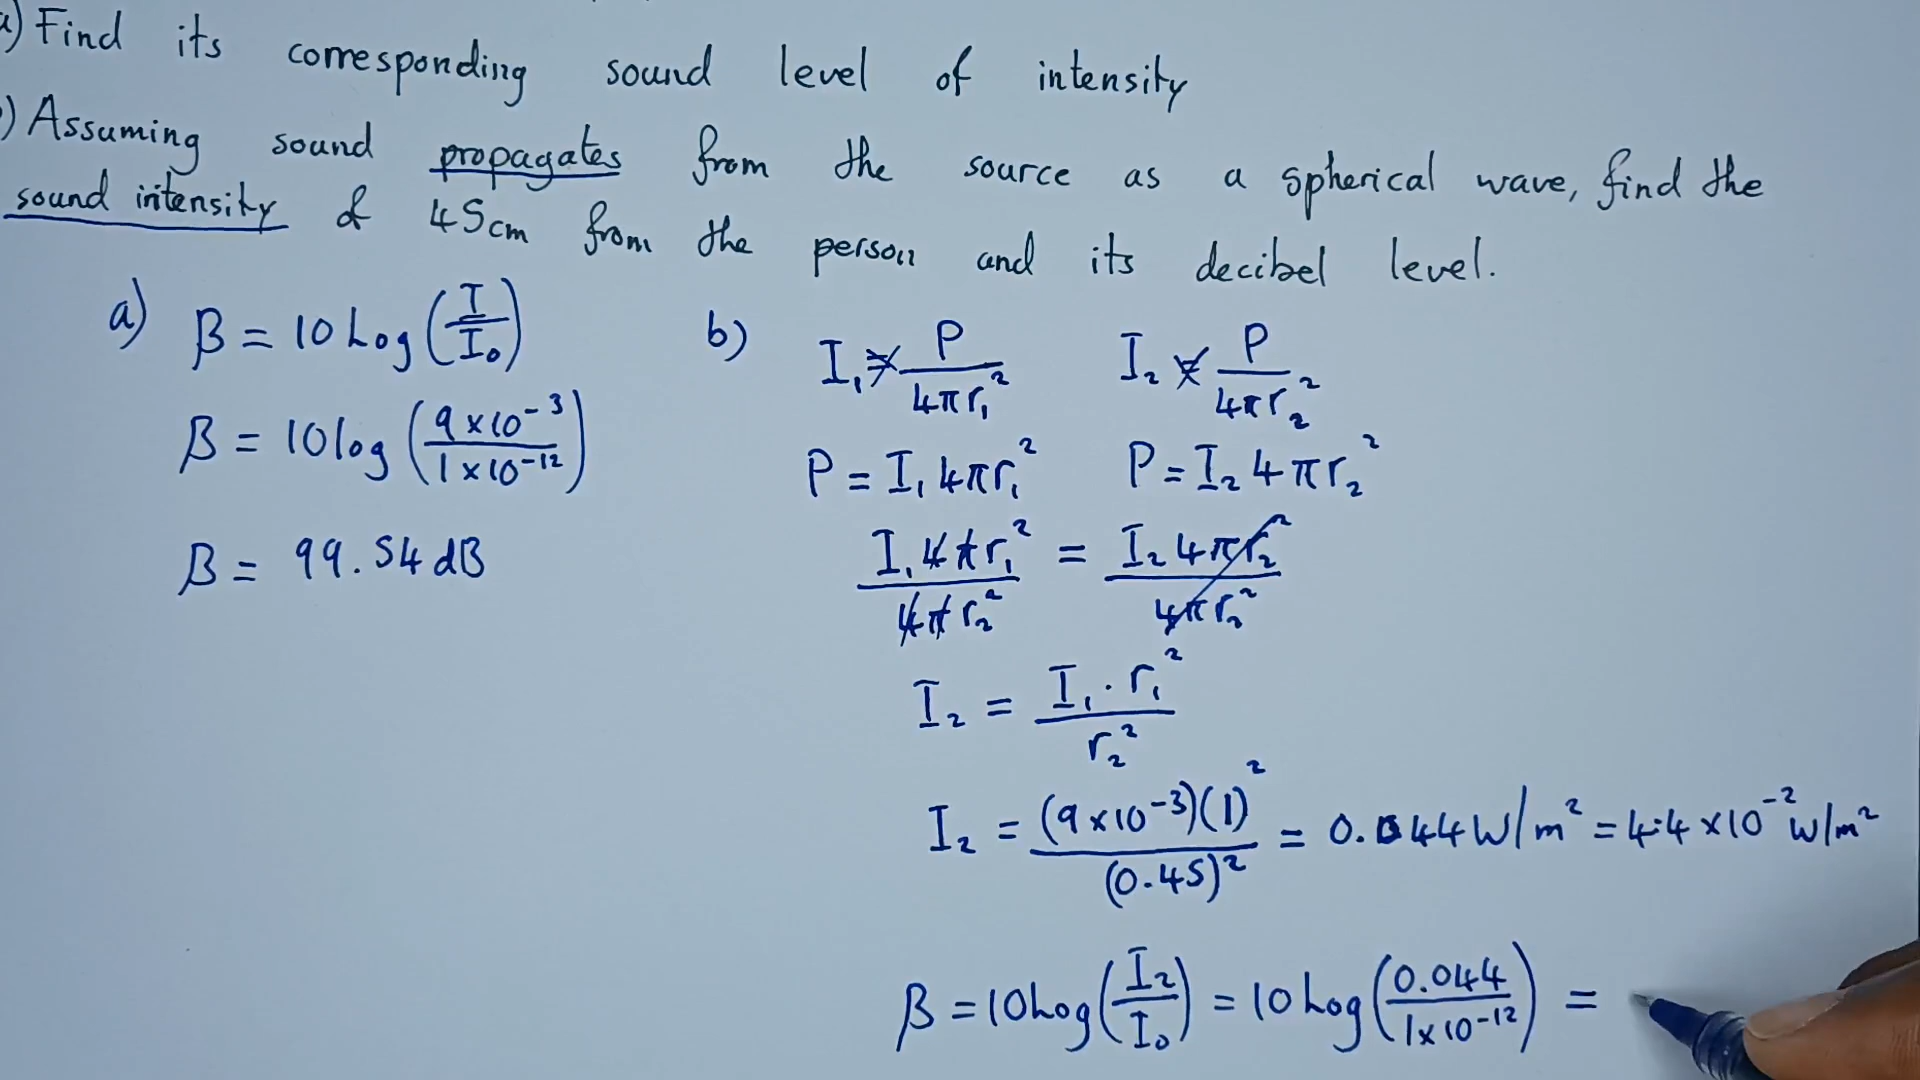 a) Find its corresponding sound level of intensity
) Assuming sound propagates from the source as a spherical wave, find the
sound intensity of 45cm from the person and its decibel level.
a) β = 10 Log (I/I₀)
β = 10log (9×10⁻³/1×10⁻¹²)
β = 99.54 dB
b) I₁ = P/4πr₁² I₂ = P/4πr₂²
P = I₁4πr₁² P = I₂4πr₂²
I₁4πr₁²/4πr₂² = I₂4πr₂²/4πr₂²
I₂ = I₁·r₁²/r₂²
I₂ = (9×10⁻³)(1)²/(0.45)² = 0.044 W/m² = 4.4×10⁻² W/m²
β = 10Log(I₂/I₀) = 10 Log(0.044/1×10⁻¹²) =